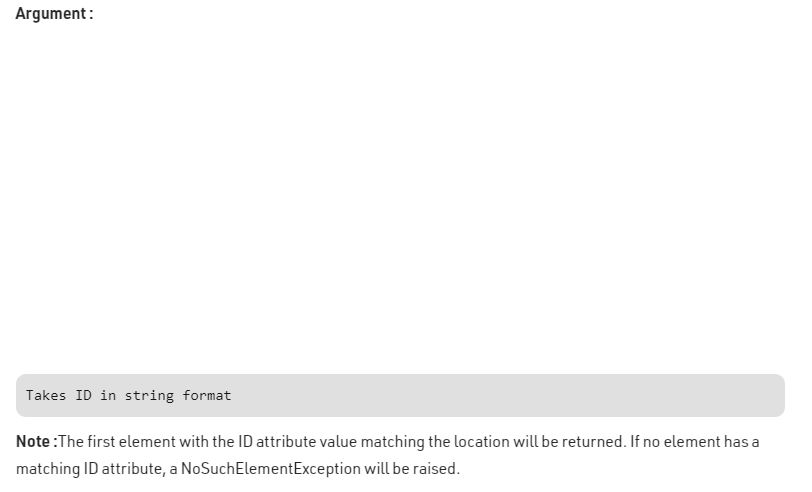 Argument :
Takes ID in string format
Note :The first element with the ID attribute value matching the location will be returned. If no element has a
matching ID attribute, a NoSuchElementException will be raised.